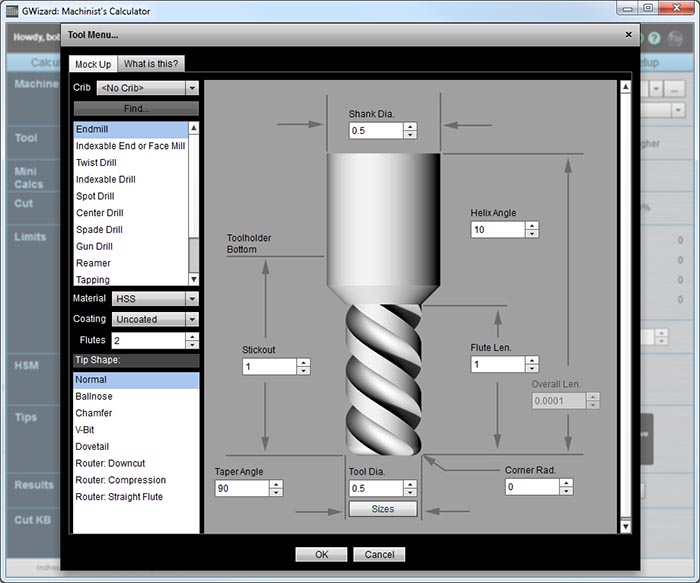 GWizard: Machinist's Calculator
Howdy, bob
Tool Menu...
Mock Up
What is this?
Crib
<No Crib>
Find...
Endmill
Indexable End or Face Mill
Twist Drill
Indexable Drill
Spot Drill
Center Drill
Spade Drill
Gun Drill
Reamer
Tapping
Material
HSS
Coating
Uncoated
Flutes
2
Tip Shape:
Normal
Ballnose
Chamfer
V-Bit
Dovetail
Router: Downcut
Router: Compression
Router: Straight Flute
Shank Dia.
0.5
Helix Angle
10
Toolholder
Bottom
Stickout
1
Flute Len.
1
Overall Len.
0.0001
Taper Angle
90
Tool Dia.
0.5
Sizes
Corner Rad.
0
OK
Cancel
Machine
Tool
Mini
Calcs
Cut
Limits
HSM
Tips
Results
Cut KB
...
%
0
0
0
0